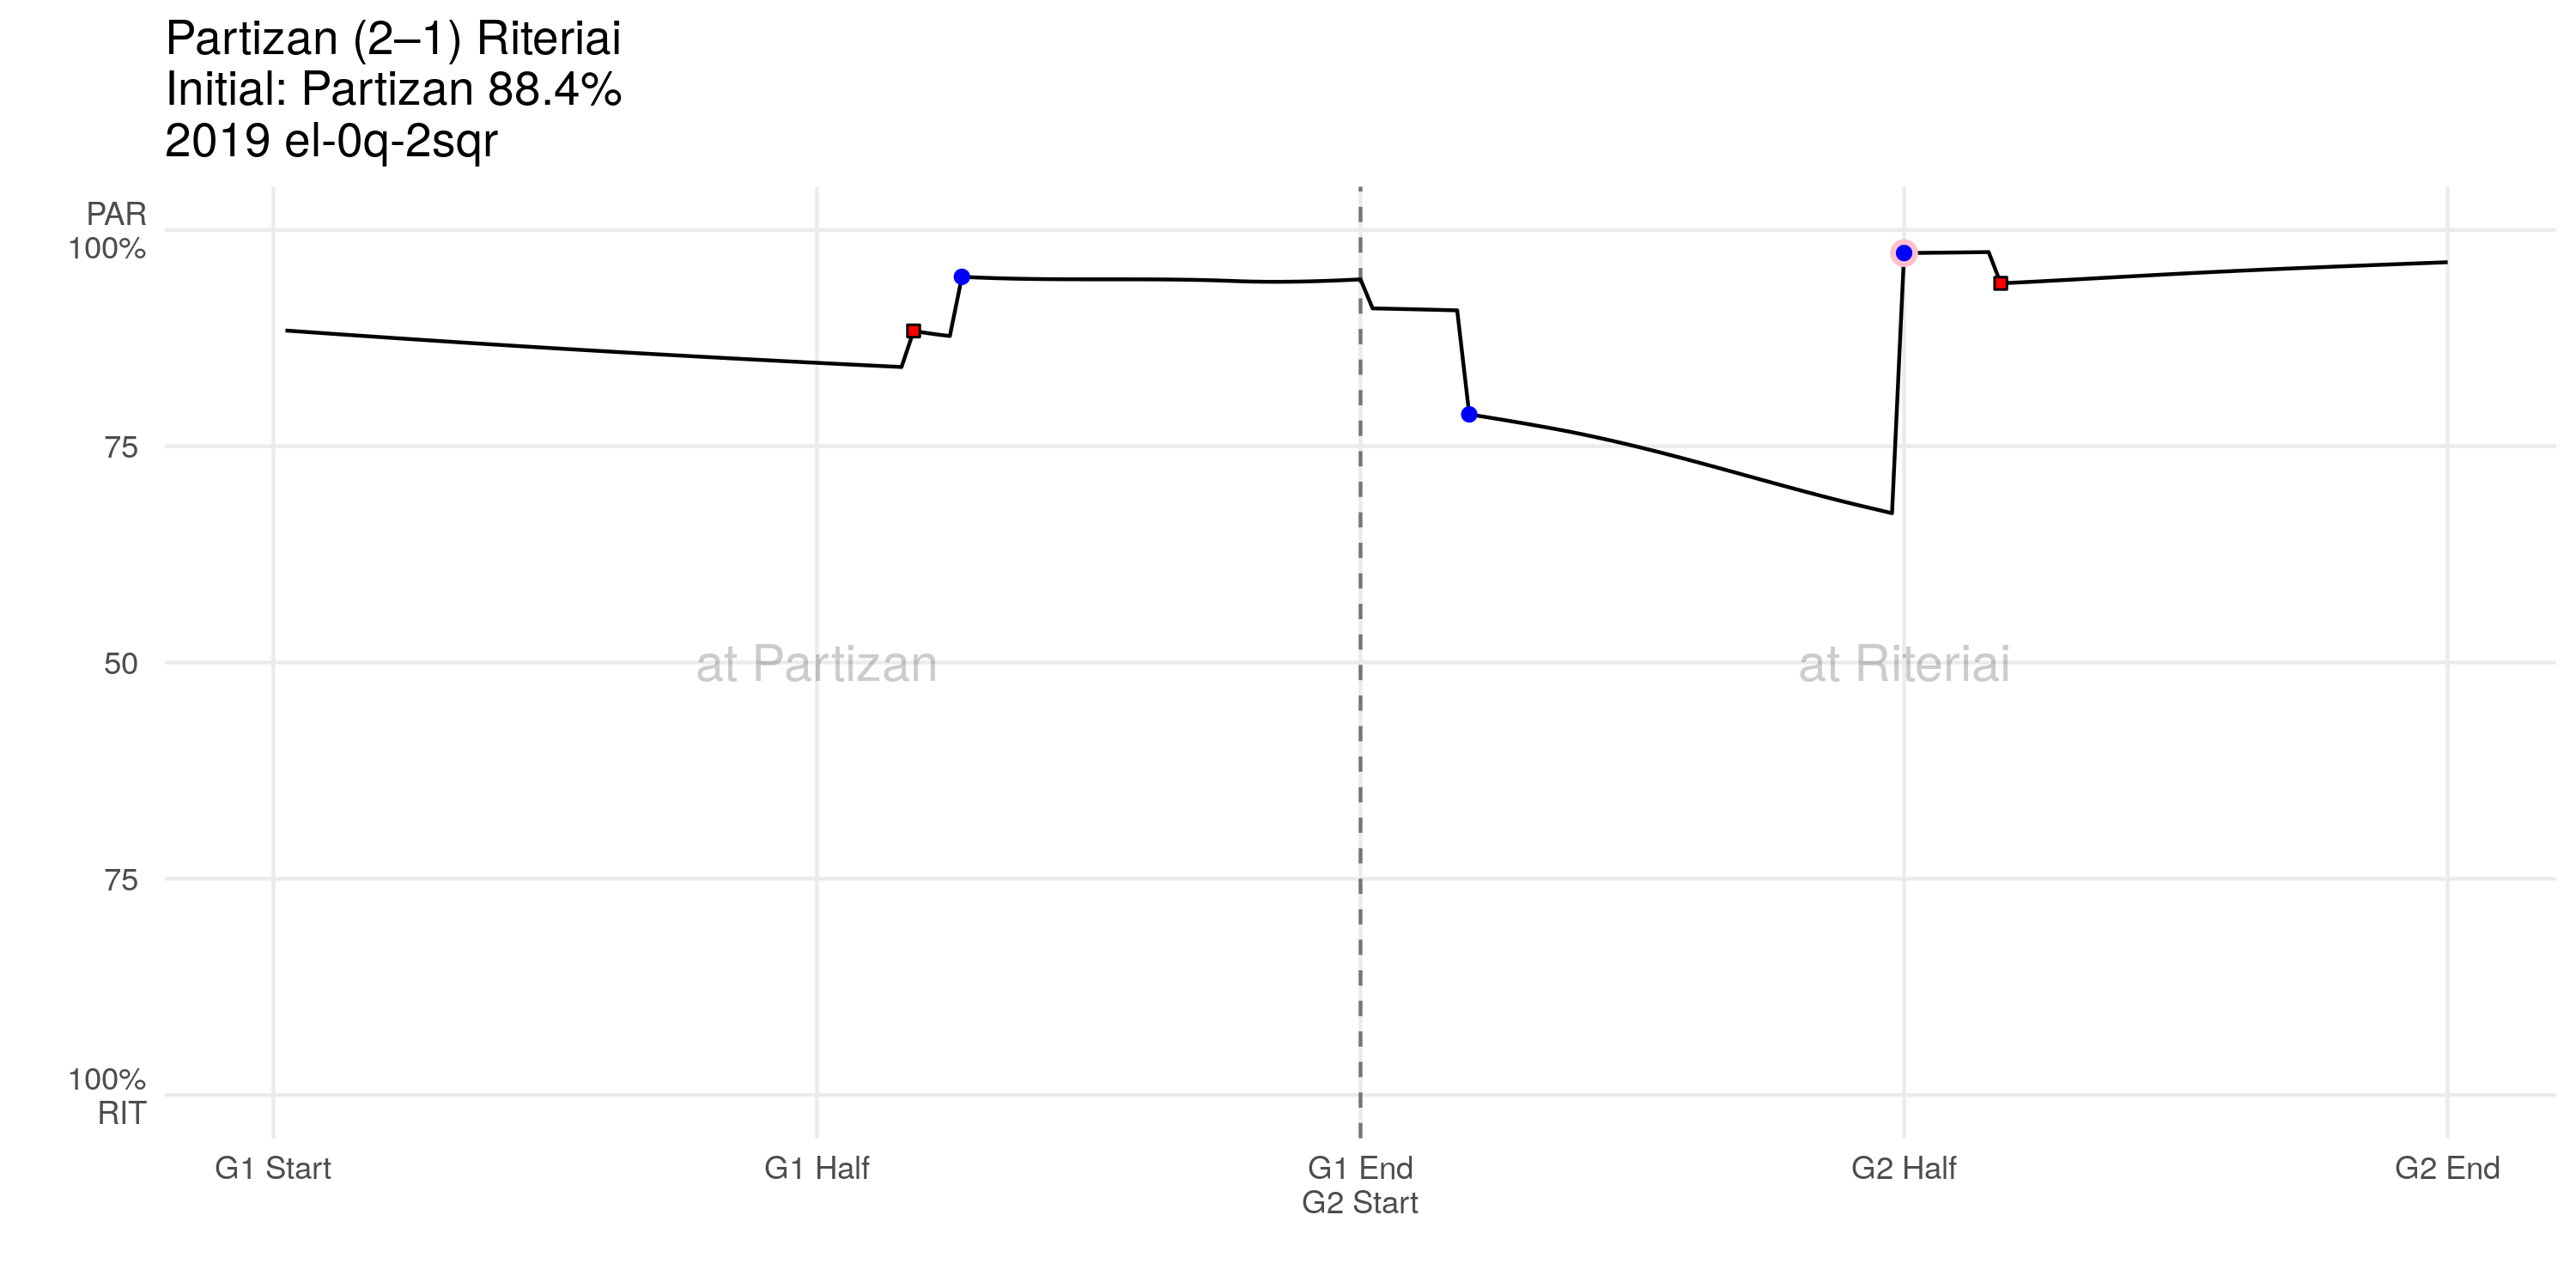 Partizan (2–1) Riteriai
Initial: Partizan 88.4%
2019 el-0q-2sqr
PAR
100%
75
50
75
100%
RIT
at Partizan
at Riteriai
G1 Start
G1 Half
G1 End
G2 Start
G2 Half
G2 End